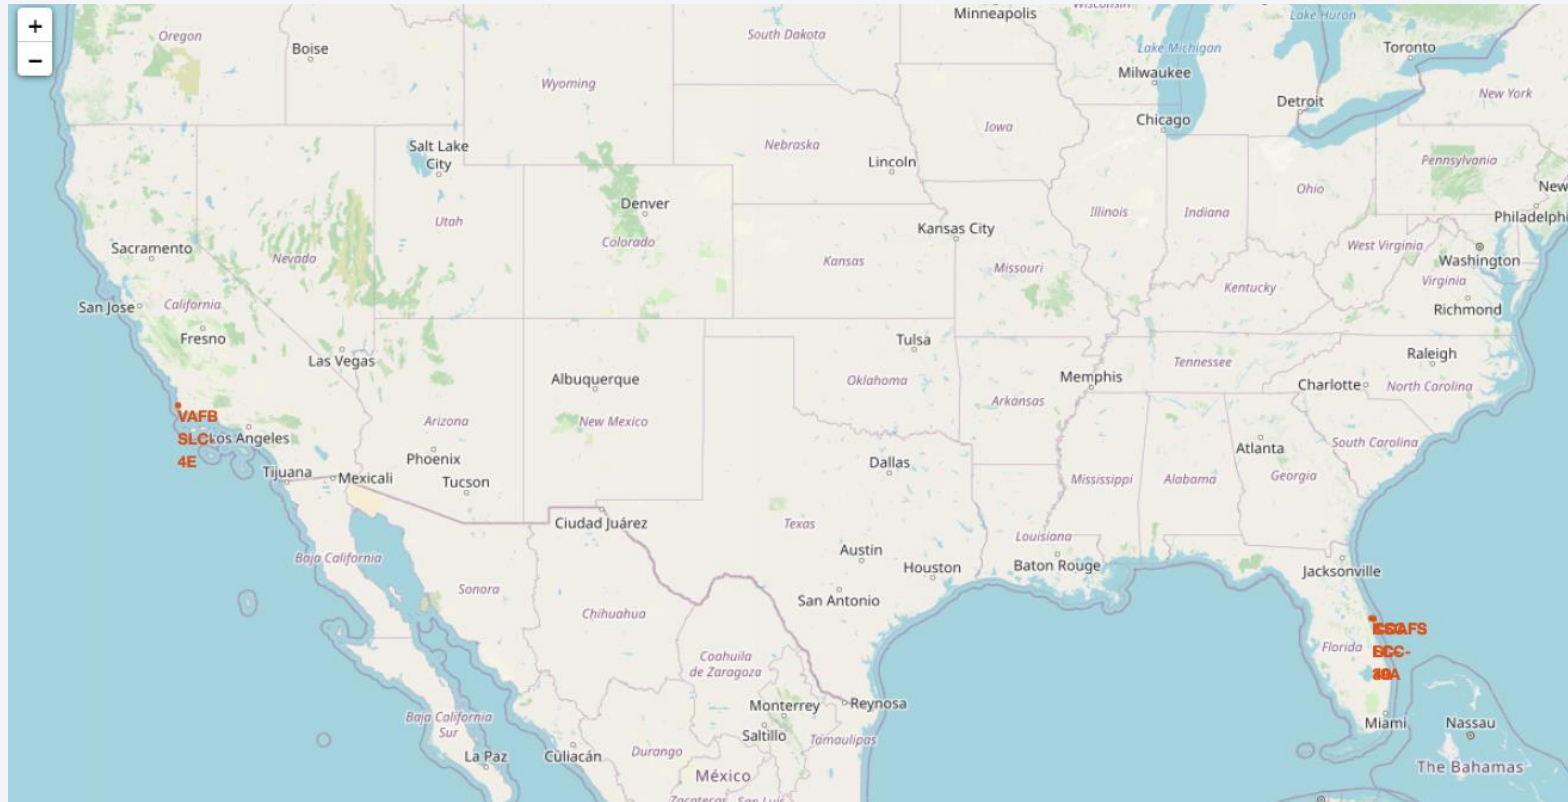 +
−
Oregon
Boise
South Dakota
Minneapolis
Lake Huron
Lake Michigan
Toronto
Wyoming
Milwaukee
Detroit
New York
Chicago
Iowa
Nebraska
Salt Lake
City
Lincoln
Pennsylvania
Ohio
New
Denver
Utah
Illinois
Indiana
Philadelphi
Colorado
Kansas City
Sacramento
Nevada
Kansas
Missouri
West Virginia
Washington
Virginia
Kentucky
San Jose
California
Richmond
Fresno
Las Vegas
Tulsa
Tennessee
Raleigh
Albuquerque
Oklahoma
Memphis
Charlotte
North Carolina
Arkansas
VAFB
SLC-
4E
Los Angeles
Arizona
New Mexico
South Carolina
Atlanta
Phoenix
Dallas
Georgia
Tijuana
Mexicali
Tucson
Mississippi
Alabama
Ciudad Juárez
Texas
Louisiana
Austin
Baja California
Houston
Baton Rouge
Jacksonville
Sonora
San Antonio
Chihuahua
Florida
Coahuila
de Zaragoza
Monterrey
Reynosa
Baja California
Sur
Miami
Nassau
Saltillo
Tamaulipas
La Paz
Culiacán
Durango
México
The Bahamas
Zacatecas
San Luis